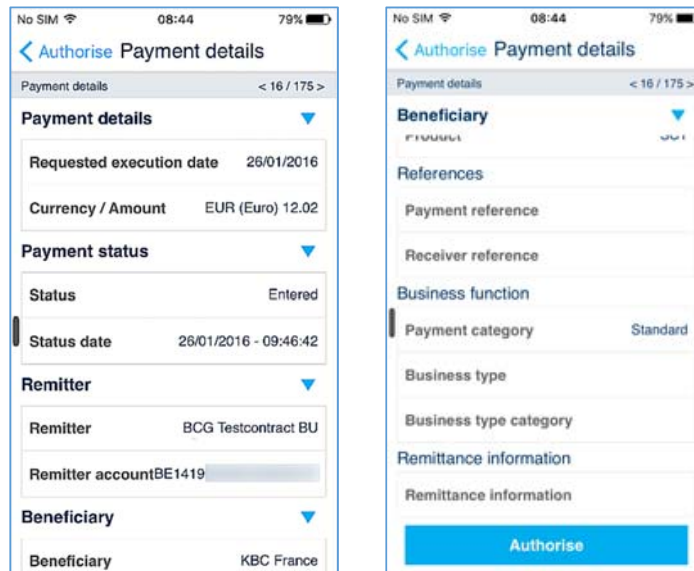 No SIM 08:44 79%
Authorise Payment details
Payment details < 16 / 175 >
Payment details
Requested execution date 26/01/2016
Currency / Amount EUR (Euro) 12.02
Payment status
Status Entered
Status date 26/01/2016 - 09:46:42
Remitter
Remitter BCG Testcontract BU
Remitter account BE1419
Beneficiary
Beneficiary KBC France
No SIM 08:44 79%
Authorise Payment details
Payment details < 16 / 175 >
Beneficiary
Product SCT
References
Payment reference
Receiver reference
Business function
Payment category Standard
Business type
Business type category
Remittance information
Remittance information
Authorise